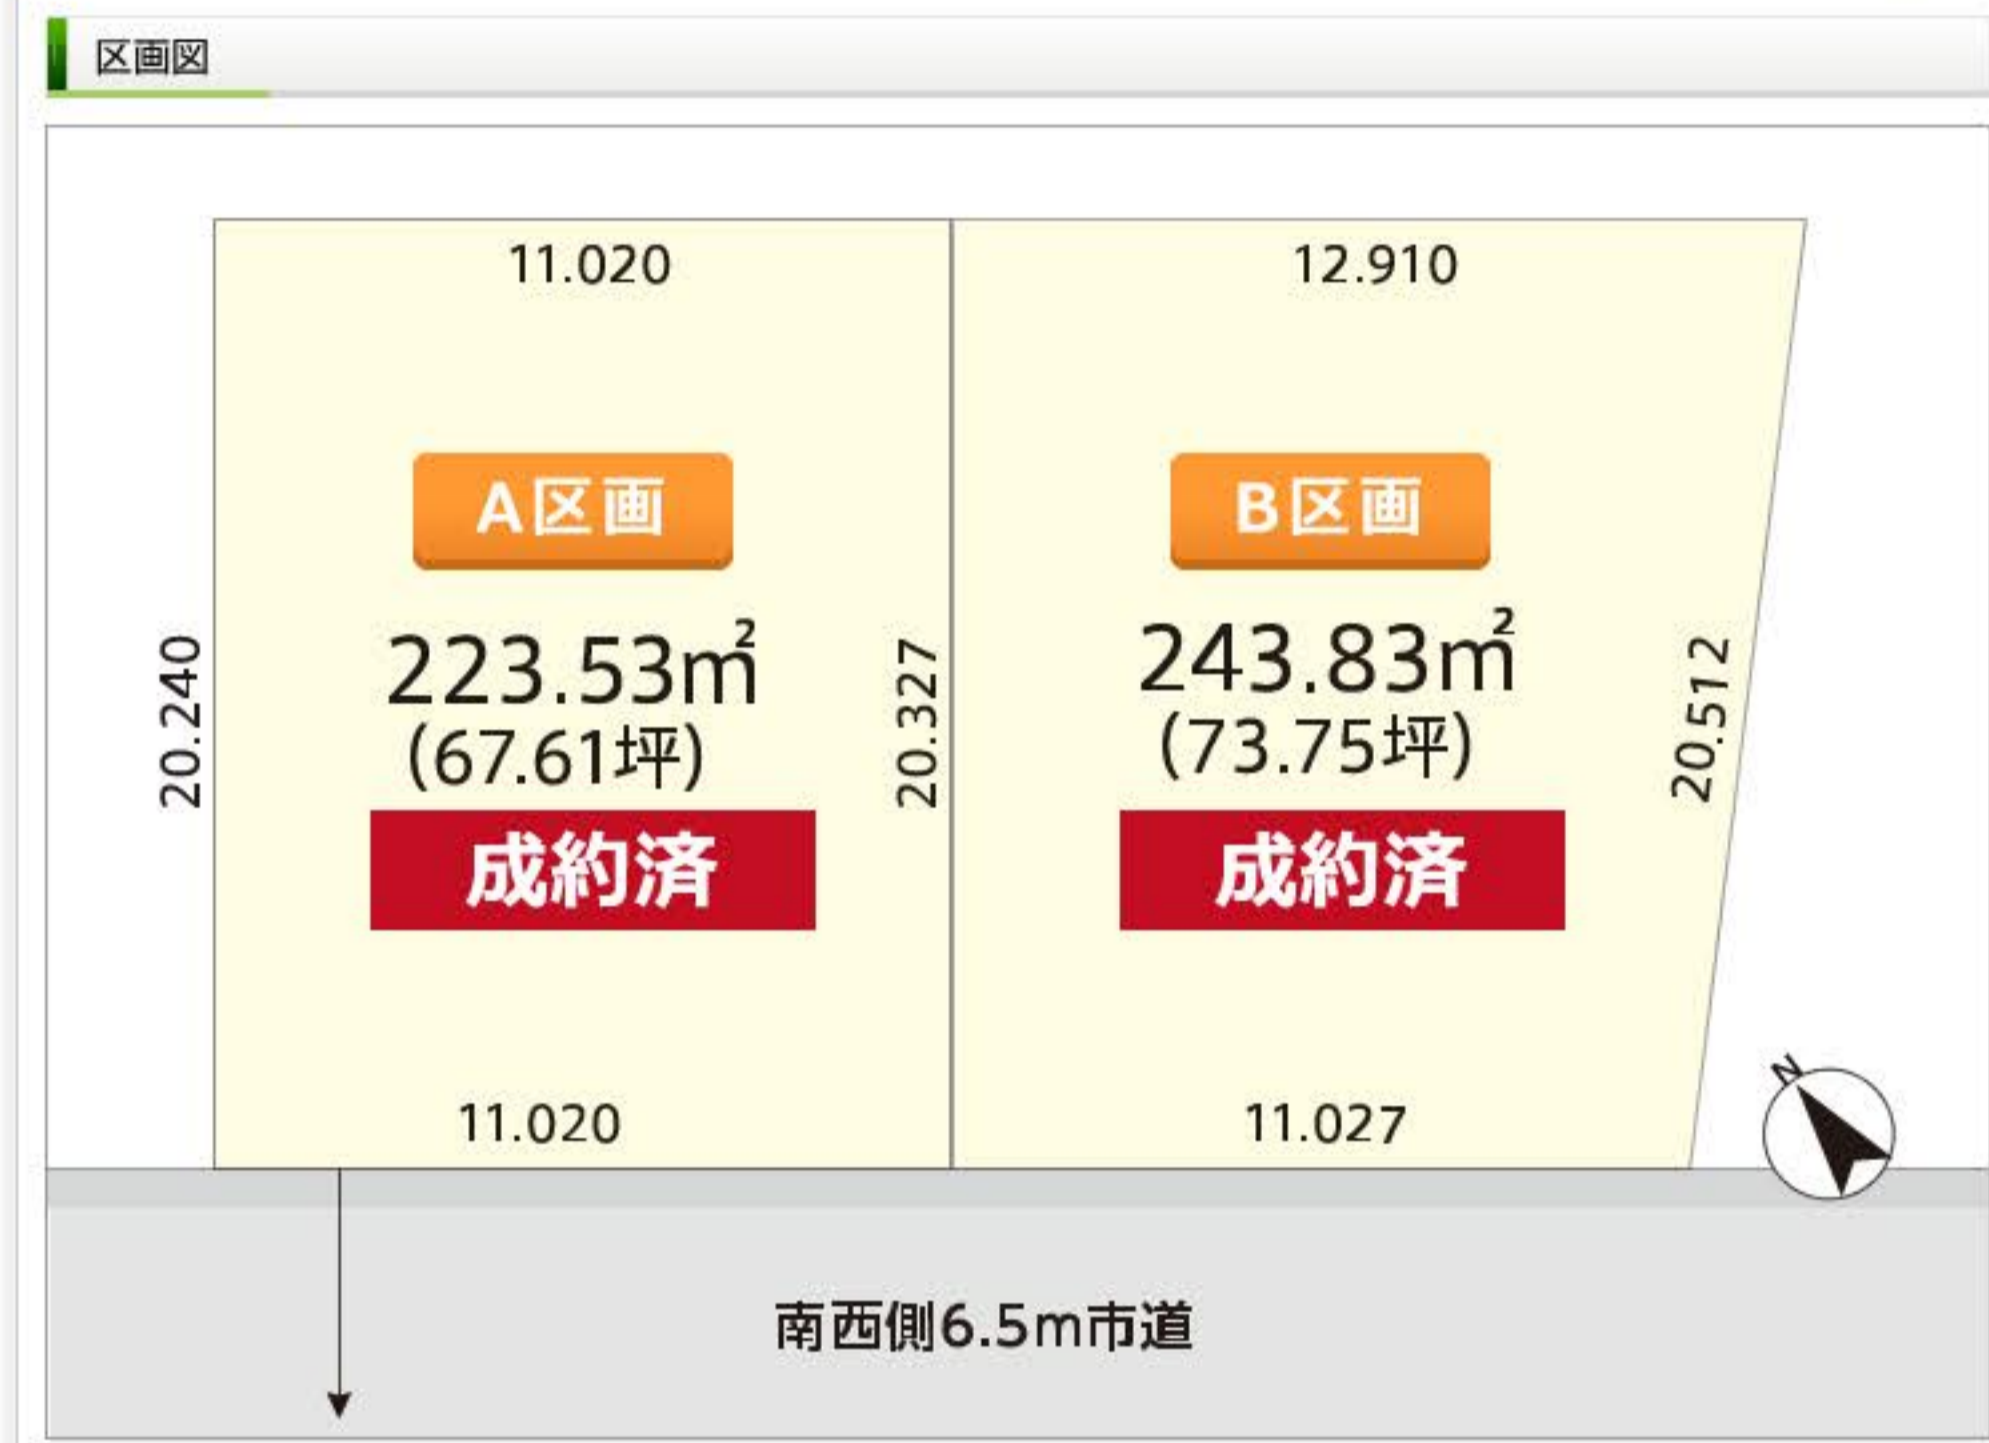 区画図
11.020
12.910
A区画
B区画
20.240
223.53㎡
(67.61坪)
成約済
20.327
243.83㎡
(73.75坪)
成約済
20.512
11.020
11.027
N
南西側6.5m市道